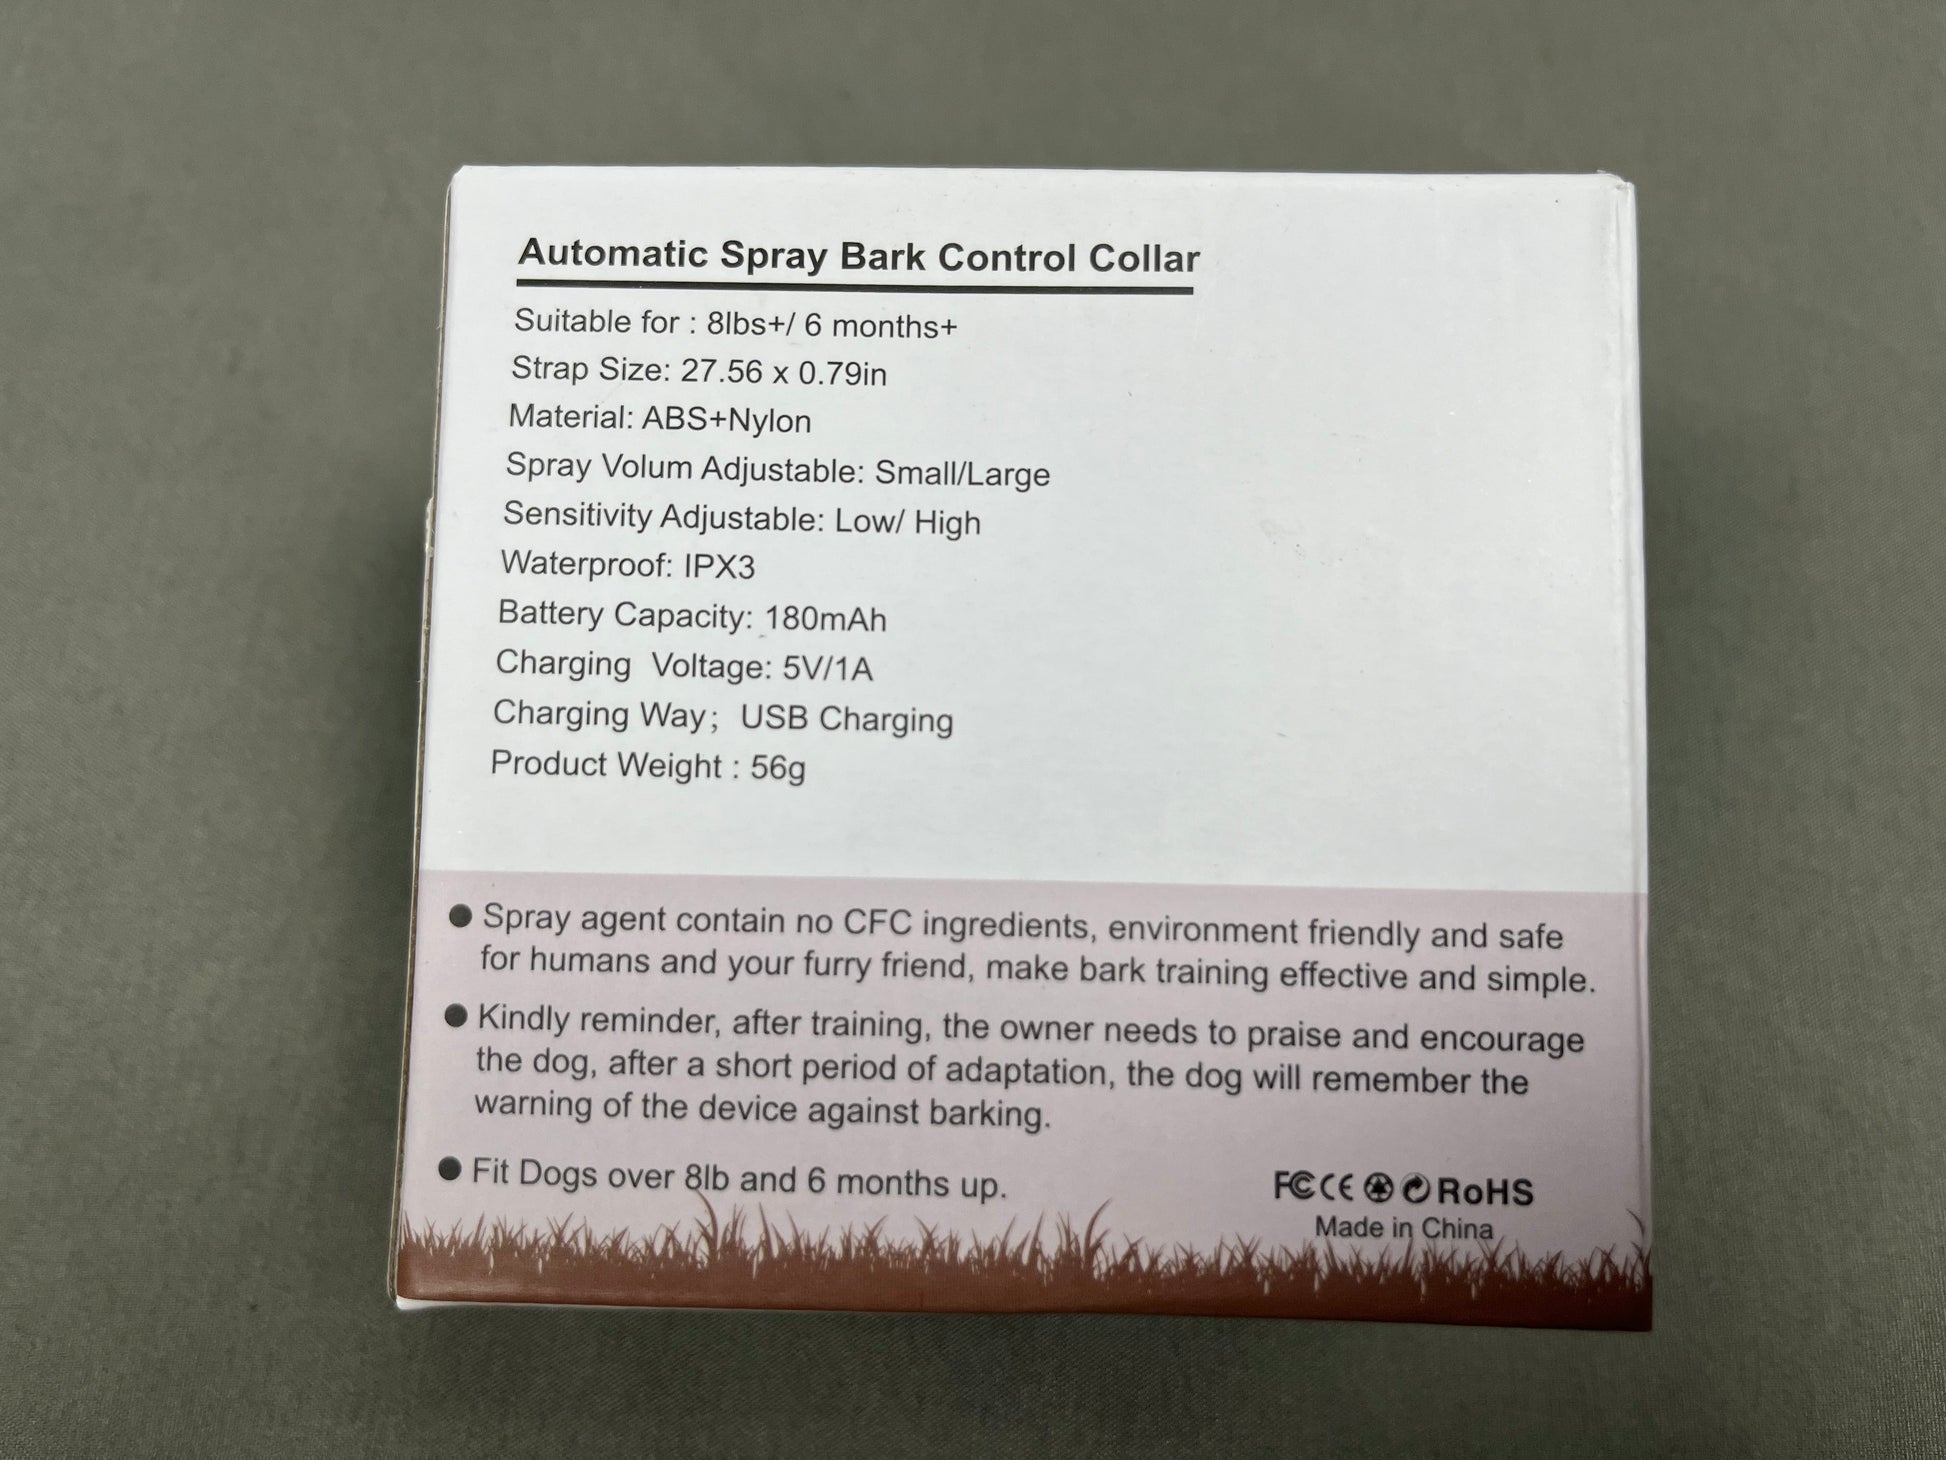 Automatic Spray Bark Control Collar
Suitable for : 8lbs+/ 6 months+
Strap Size: 27.56 x 0.79in
Material: ABS+Nylon
Spray Volum Adjustable: Small/Large
Sensitivity Adjustable: Low/ High
Waterproof: IPX3
Battery Capacity: 180mAh
Charging  Voltage: 5V/1A
Charging Way;  USB Charging
Product Weight : 56g
● Spray agent contain no CFC ingredients, environment friendly and safe
for humans and your furry friend, make bark training effective and simple.
● Kindly reminder, after training, the owner needs to praise and encourage
the dog, after a short period of adaptation, the dog will remember the
warning of the device against barking.
● Fit Dogs over 8lb and 6 months up.
FC CE RoHS
Made in China